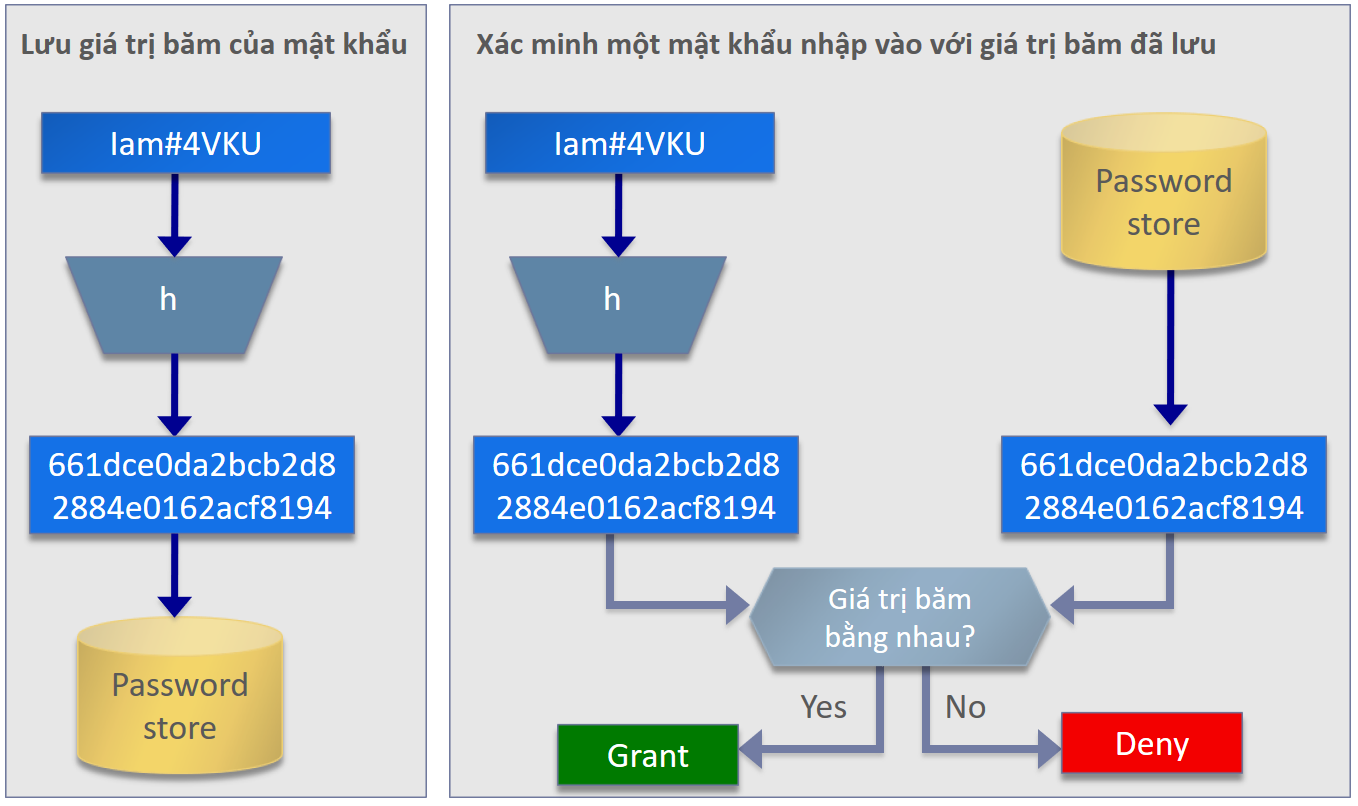 Lưu giá trị băm của mật khẩu
Iam#4VKU
h
661dce0da2bcb2d8
2884e0162acf8194
Password
store
Xác minh một mật khẩu nhập vào với giá trị băm đã lưu
Iam#4VKU
h
661dce0da2bcb2d8
2884e0162acf8194
Password
store
661dce0da2bcb2d8
2884e0162acf8194
Giá trị băm
bằng nhau?
Yes
No
Grant
Deny